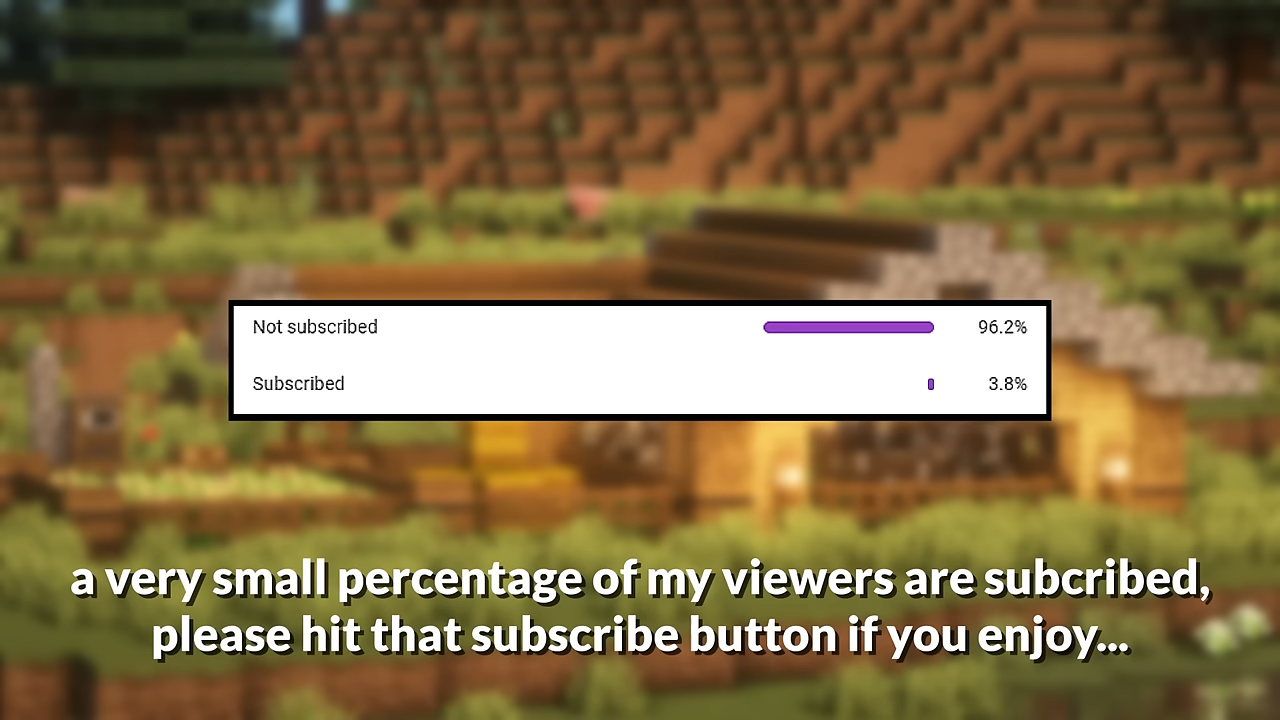 Not subscribed 96.2%
Subscribed 3.8%
a very small percentage of my viewers are subcribed,
please hit that subscribe button if you enjoy...